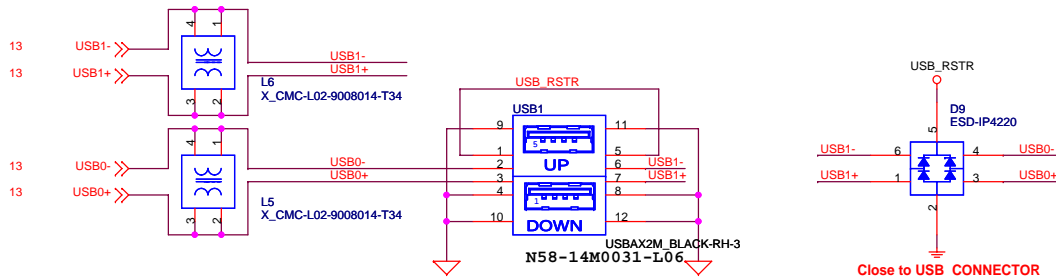 4 1
13 USB1-
USB1-
13 USB1+
USB1+
3 2
L6
X_CMC-L02-9008014-T34
USB_RSTR
USB1
9 11
5
1 5
UP
4 1
13 USB0-
USB0- 2 6 USB1-
13 USB0+
USB0+ 3 7 USB1+
4 8
1
3 2
L5
X_CMC-L02-9008014-T34
10 12
DOWN
USBAX2M_BLACK-RH-3
N58-14M0031-L06
USB_RSTR
D9
ESD-IP4220
5
USB1- 6 4 USB0-
USB1+ 1 3 USB0+
2
Close to USB CONNECTOR